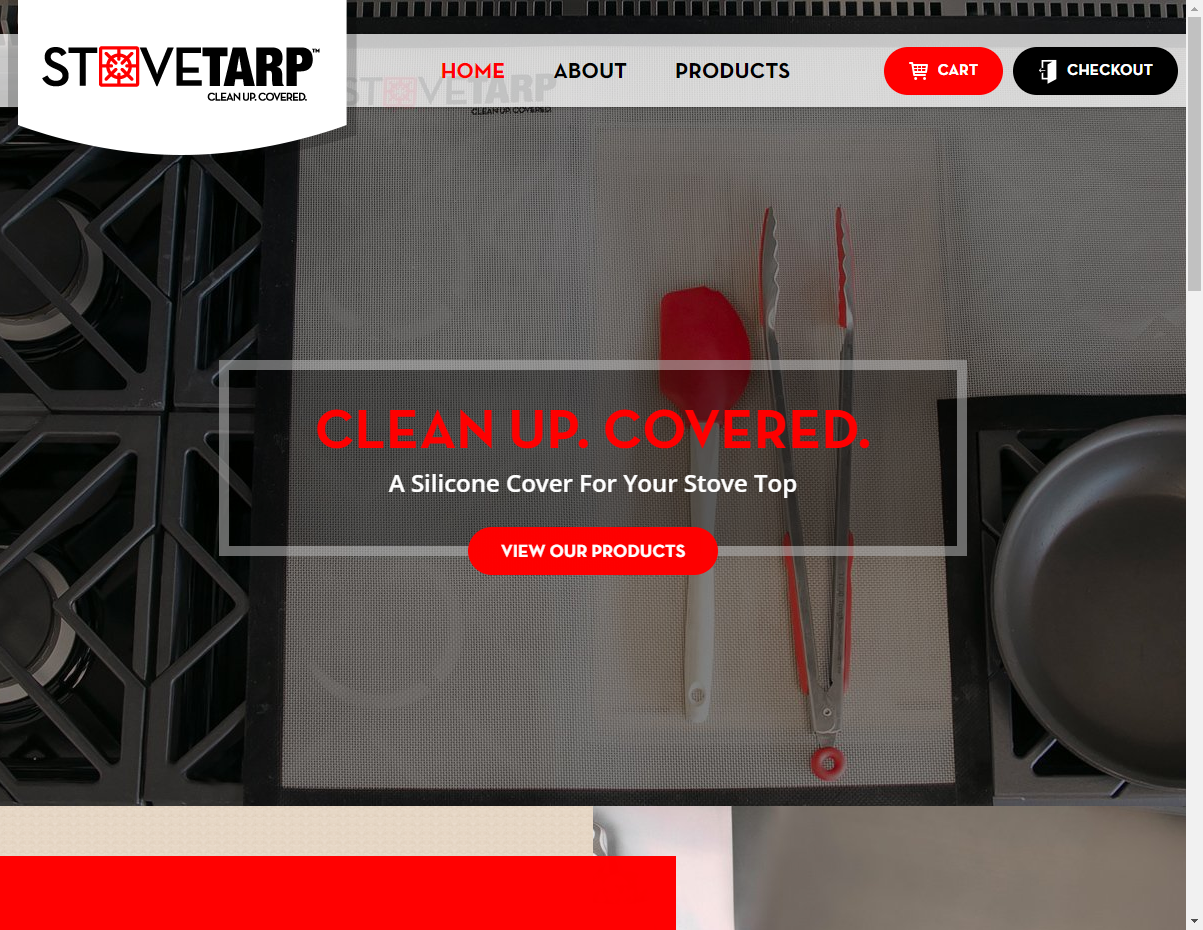 STOVETARP™
CLEAN UP. COVERED.
HOME
ABOUT
PRODUCTS
CART
CHECKOUT
STOVETARP
CLEAN UP. COVERED.
CLEAN UP. COVERED.
A Silicone Cover For Your Stove Top
VIEW OUR PRODUCTS